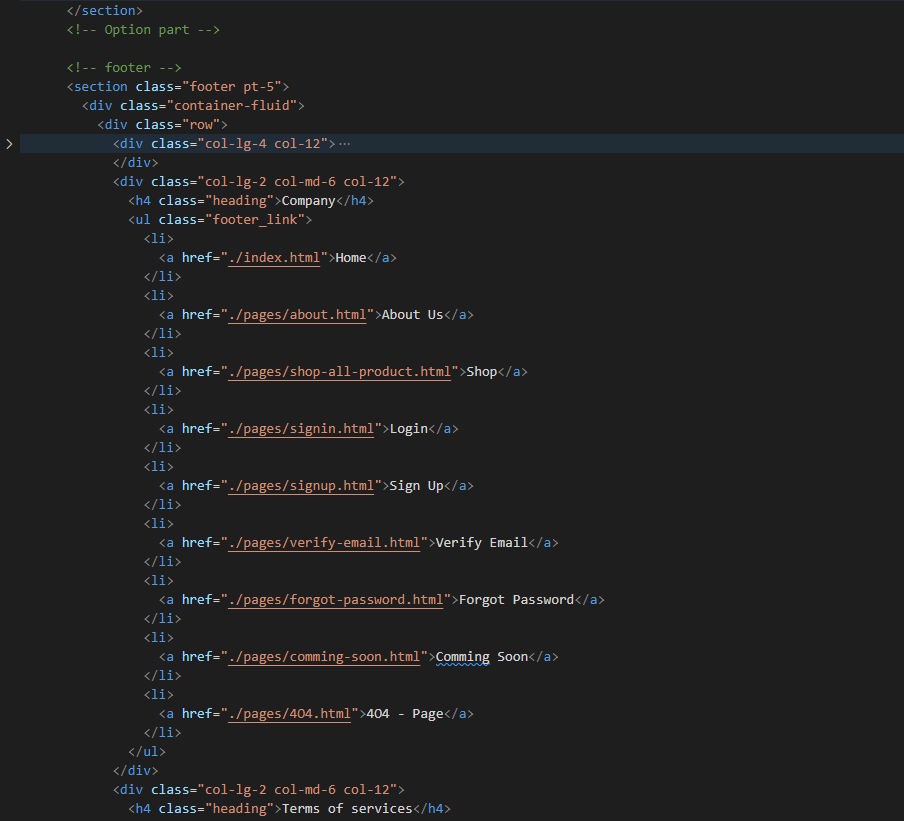 </section>
<!-- Option part -->
<!-- footer -->
<section class="footer pt-5">
<div class="container-fluid">
<div class="row">
<div class="col-lg-4 col-12"> ⋯
</div>
<div class="col-lg-2 col-md-6 col-12">
<h4 class="heading">Company</h4>
<ul class="footer_link">
<li>
<a href="./index.html">Home</a>
</li>
<li>
<a href="./pages/about.html">About Us</a>
</li>
<li>
<a href="./pages/shop-all-product.html">Shop</a>
</li>
<li>
<a href="./pages/signin.html">Login</a>
</li>
<li>
<a href="./pages/signup.html">Sign Up</a>
</li>
<li>
<a href="./pages/verify-email.html">Verify Email</a>
</li>
<li>
<a href="./pages/forgot-password.html">Forgot Password</a>
</li>
<li>
<a href="./pages/comming-soon.html">Comming Soon</a>
</li>
<li>
<a href="./pages/404.html">404 - Page</a>
</li>
</ul>
</div>
<div class="col-lg-2 col-md-6 col-12">
<h4 class="heading">Terms of services</h4>